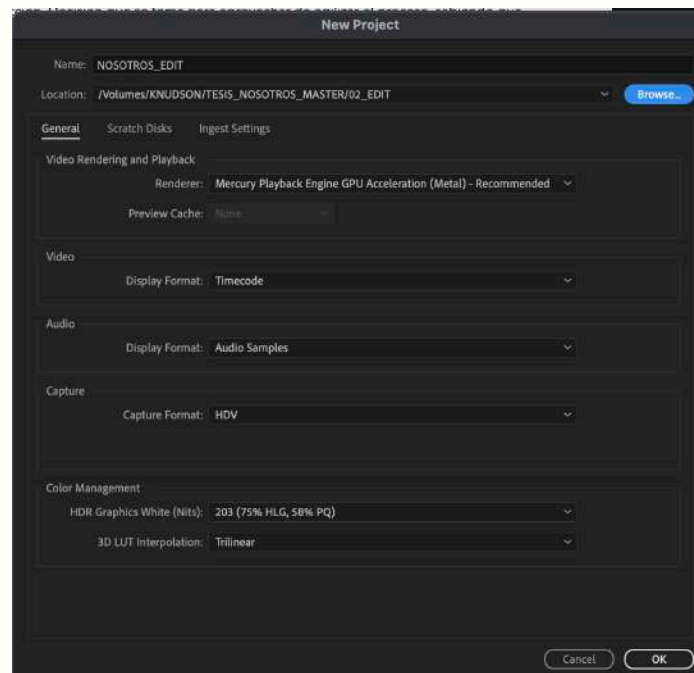 New Project
Name: NOSOTROS_EDIT
Location: /Volumes/KNUDSON/TESIS_NOSOTROS_MASTER/02_EDIT Browse...
General Scratch Disks Ingest Settings
Video Rendering and Playback
Renderer: Mercury Playback Engine GPU Acceleration (Metal) - Recommended
Preview Cache: None
Video
Display Format: Timecode
Audio
Display Format: Audio Samples
Capture
Capture Format: HDV
Color Management
HDR Graphics White (Nits): 203 (75% HLG, 58% PQ)
3D LUT Interpolation: Trilinear
Cancel OK